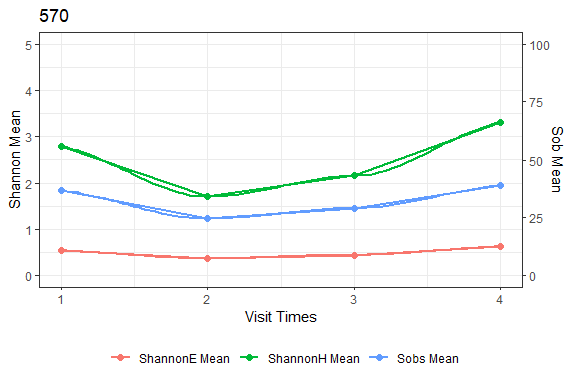 570
5
4
3
2
1
0
100
75
50
25
0
Shannon Mean
Sob Mean
1 2 3 4
Visit Times
ShannonE Mean ShannonH Mean Sobs Mean